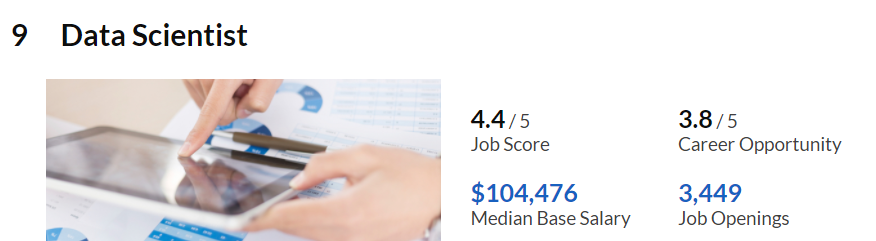 9 Data Scientist
4.4 / 5 3.8 / 5
Job Score Career Opportunity
$104,476 3,449
Median Base Salary Job Openings